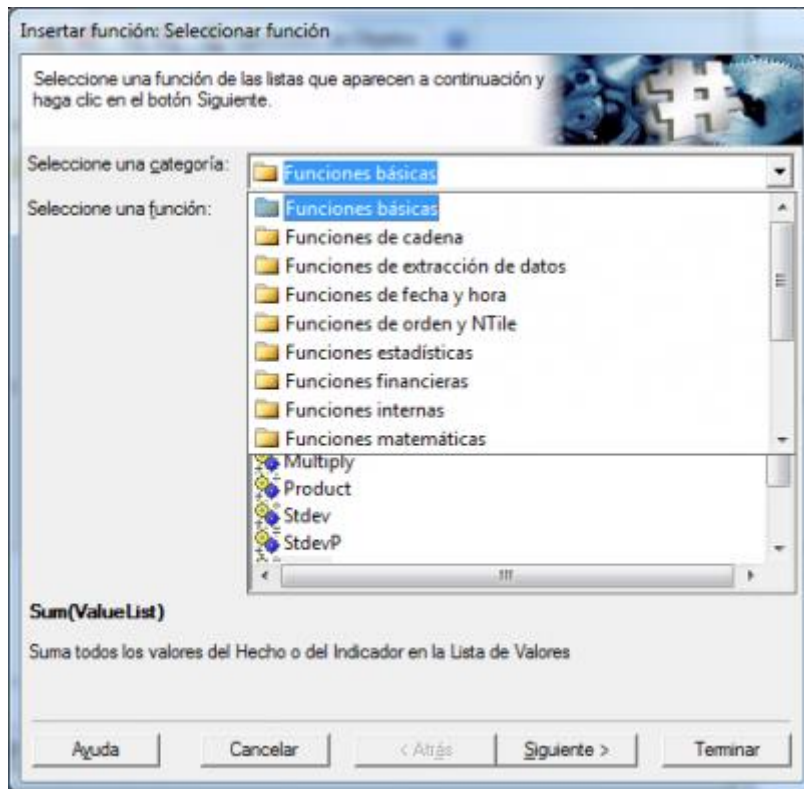 Insertar función: Seleccionar función
Seleccione una función de las listas que aparecen a continuación y
haga clic en el botón Siguiente.
Seleccione una categoría:
Funciones básicas
Seleccione una función:
Funciones básicas
Funciones de cadena
Funciones de extracción de datos
Funciones de fecha y hora
Funciones de orden y NTile
Funciones estadísticas
Funciones financieras
Funciones internas
Funciones matemáticas
Multiply
Product
Stdev
StdevP
Sum(ValueList)
Suma todos los valores del Hecho o del Indicador en la Lista de Valores
Ayuda
Cancelar
< Atrás
Siguiente >
Terminar